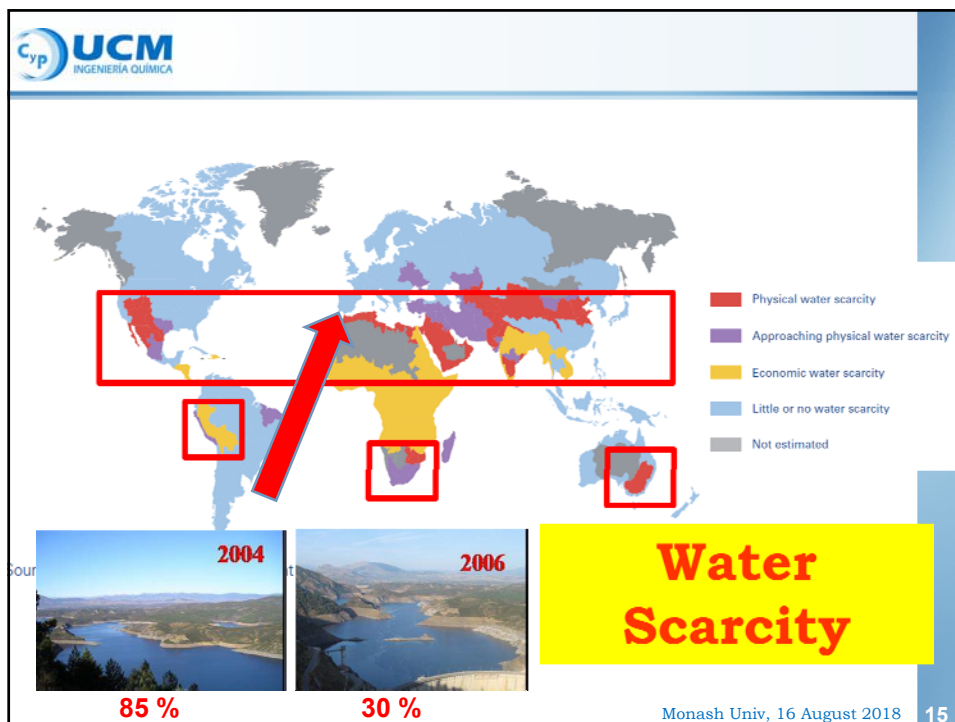 CyP UCM
INGENIERÍA QUÍMICA
Physical water scarcity
Approaching physical water scarcity
Economic water scarcity
Little or no water scarcity
Not estimated
2004
2006
Water
Scarcity
85 %
30 %
Monash Univ, 16 August 2018
15